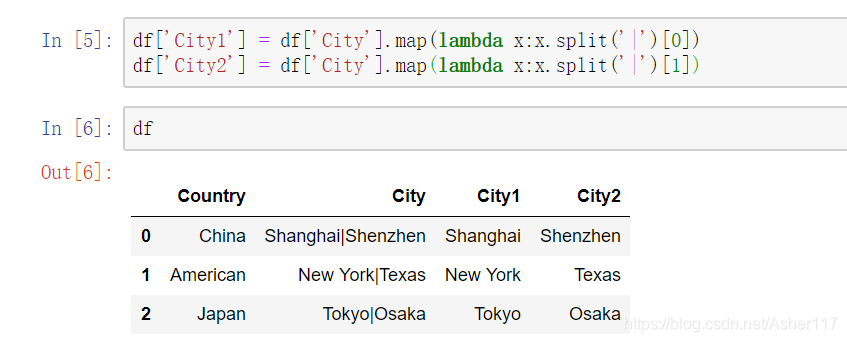 In [5]: df['City1'] = df['City'].map(lambda x:x.split('|')[0])
df['City2'] = df['City'].map(lambda x:x.split('|')[1])
In [6]: df
Out[6]:
Country City City1 City2
0 China Shanghai|Shenzhen Shanghai Shenzhen
1 American New York|Texas New York Texas
2 Japan Tokyo|Osaka Tokyo Osaka
https://blog.csdn.net/Asher117